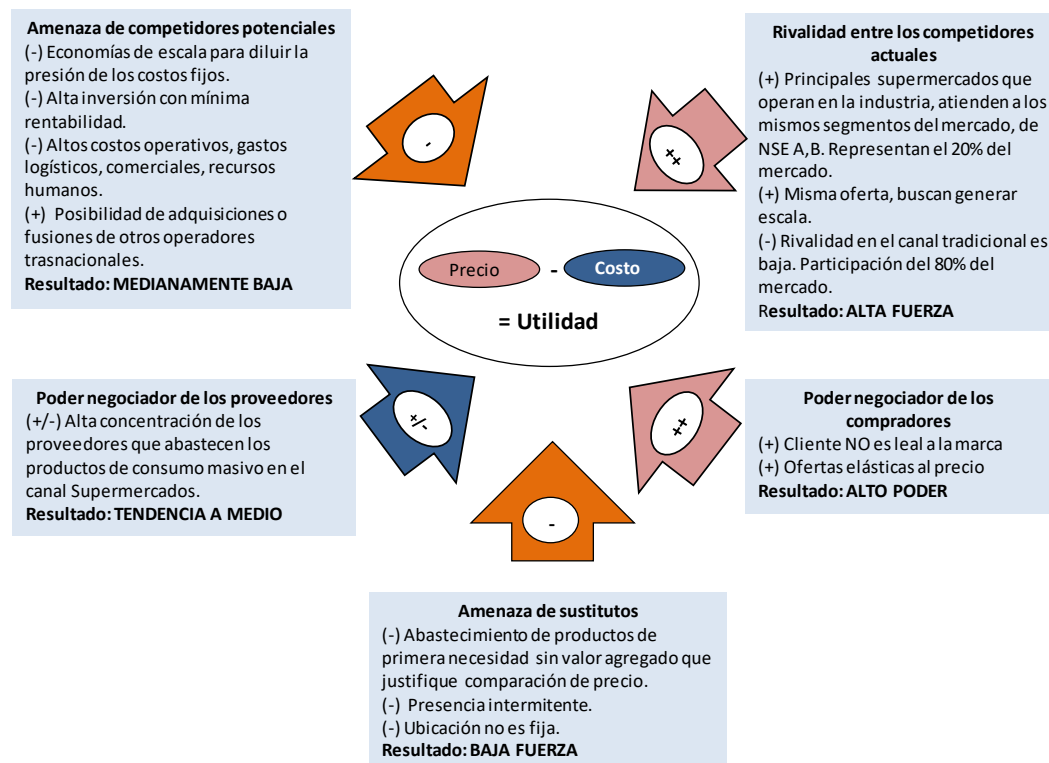 Amenaza de competidores potenciales
(-) Economías de escala para diluir la
presión de los costos fijos.
(-) Alta inversión con mínima
rentabilidad.
(-) Altos costos operativos, gastos
logísticos, comerciales, recursos
humanos.
(+) Posibilidad de adquisiciones o
fusiones de otros operadores
trasnacionales.
Resultado: MEDIANAMENTE BAJA
-
++
Rivalidad entre los competidores
actuales
(+) Principales supermercados que
operan en la industria, atienden a los
mismos segmentos del mercado, de
NSE A,B. Representan el 20% del
mercado.
(+) Misma oferta, buscan generar
escala.
(-) Rivalidad en el canal tradicional es
baja. Participación del 80% del
mercado.
Resultado: ALTA FUERZA
Precio - Costo
= Utilidad
Poder negociador de los proveedores
(+/-) Alta concentración de los
proveedores que abastecen los
productos de consumo masivo en el
canal Supermercados.
Resultado: TENDENCIA A MEDIO
+/-
++
Poder negociador de los
compradores
(+) Cliente NO es leal a la marca
(+) Ofertas elásticas al precio
Resultado: ALTO PODER
-
Amenaza de sustitutos
(-) Abastecimiento de productos de
primera necesidad sin valor agregado que
justifique comparación de precio.
(-) Presencia intermitente.
(-) Ubicación no es fija.
Resultado: BAJA FUERZA